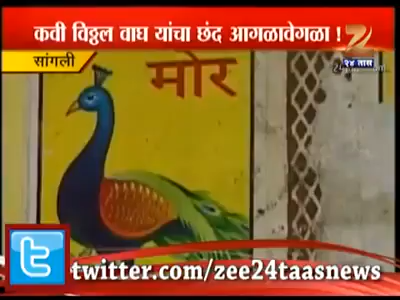 कवी विठ्ठल वाघ यांचा छंद आगळावेगळा !
सांगली
२४ तास
मोर
twitter.com/zee24taasnews